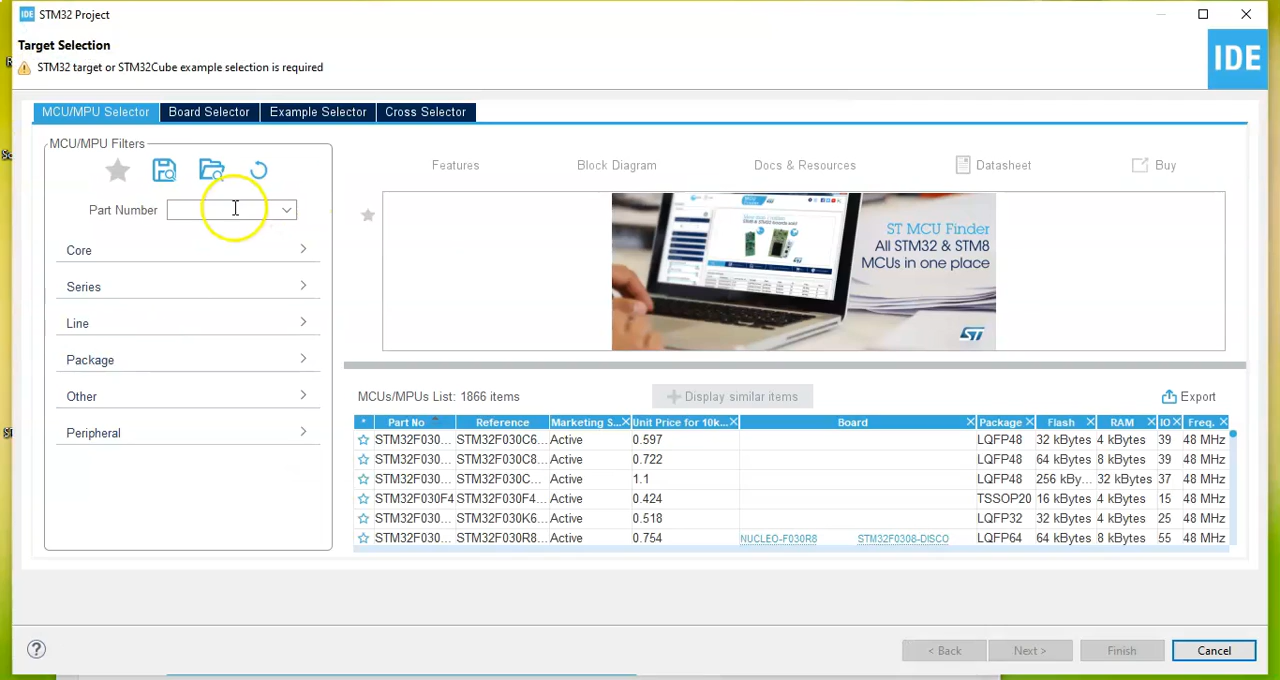 IDE STM32 Project
Target Selection
STM32 target or STM32Cube example selection is required
IDE
MCU/MPU Selector Board Selector Example Selector Cross Selector
MCU/MPU Filters
Part Number
Core
Series
Line
Package
Other
Peripheral
Features Block Diagram Docs & Resources Datasheet Buy
ST MCU Finder
All STM32 & STM8
MCUs in one place
MCUs/MPUs List: 1866 items
Display similar items
Export
* Part No Reference Marketing S... Unit Price for 10k... Board Package Flash RAM IO Freq.
STM32F030... STM32F030C6... Active 0.597 LQFP48 32 kBytes 4 kBytes 39 48 MHz
STM32F030... STM32F030C8... Active 0.722 LQFP48 64 kBytes 8 kBytes 39 48 MHz
STM32F030... STM32F030C... Active 1.1 LQFP48 256 kBy... 32 kBytes 37 48 MHz
STM32F030F4 STM32F030F4... Active 0.424 TSSOP20 16 kBytes 4 kBytes 15 48 MHz
STM32F030... STM32F030K6... Active 0.518 LQFP32 32 kBytes 4 kBytes 25 48 MHz
STM32F030... STM32F030R8... Active 0.754 NUCLEO-F030R8 STM32F0308-DISCO LQFP64 64 kBytes 8 kBytes 55 48 MHz
? < Back Next > Finish Cancel